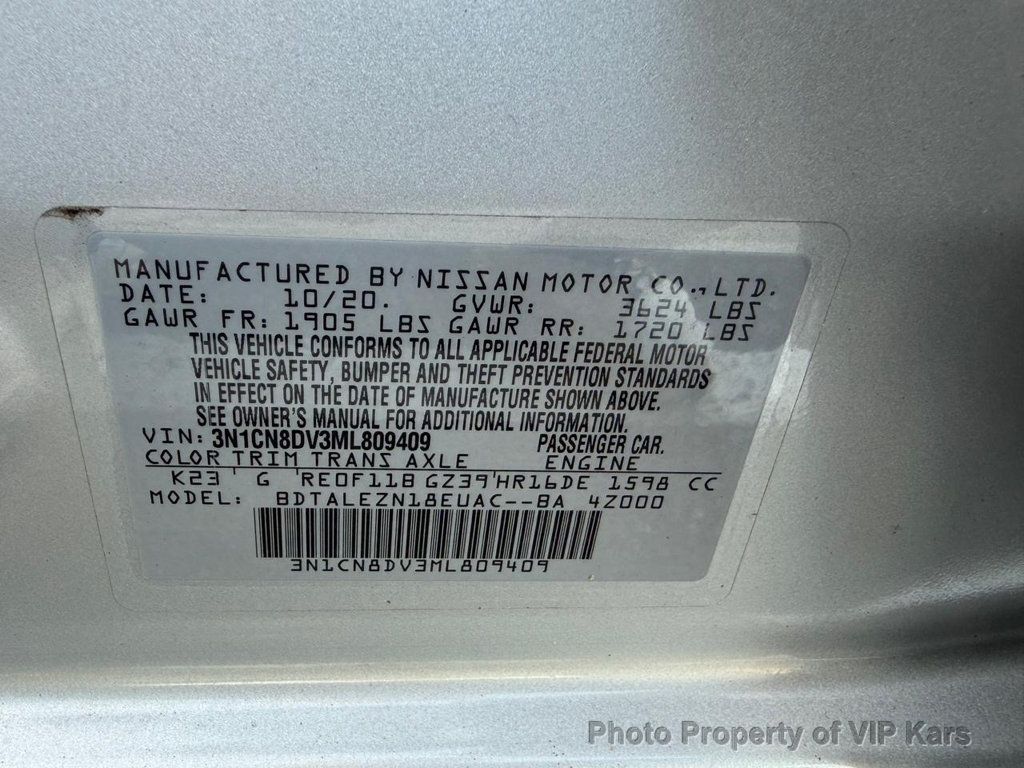 MANUFACTURED BY NISSAN MOTOR CO., LTD.
DATE: 10/20. GVWR: 3624 LBS
GAWR FR: 1905 LBS GAWR RR: 1720 LBS
THIS VEHICLE CONFORMS TO ALL APPLICABLE FEDERAL MOTOR
VEHICLE SAFETY, BUMPER AND THEFT PREVENTION STANDARDS
IN EFFECT ON THE DATE OF MANUFACTURE SHOWN ABOVE.
SEE OWNER'S MANUAL FOR ADDITIONAL INFORMATION.
VIN: 3N1CN8DV3ML809409 PASSENGER CAR.
COLOR TRIM TRANS AXLE ENGINE
K23 ' G ' RE0F11B GZ39 ' HR16DE 1598 CC
MODEL: BDTALEZN18EUAC--BA 4Z000
3N1CN8DV3ML809409
Photo Property of VIP Kars